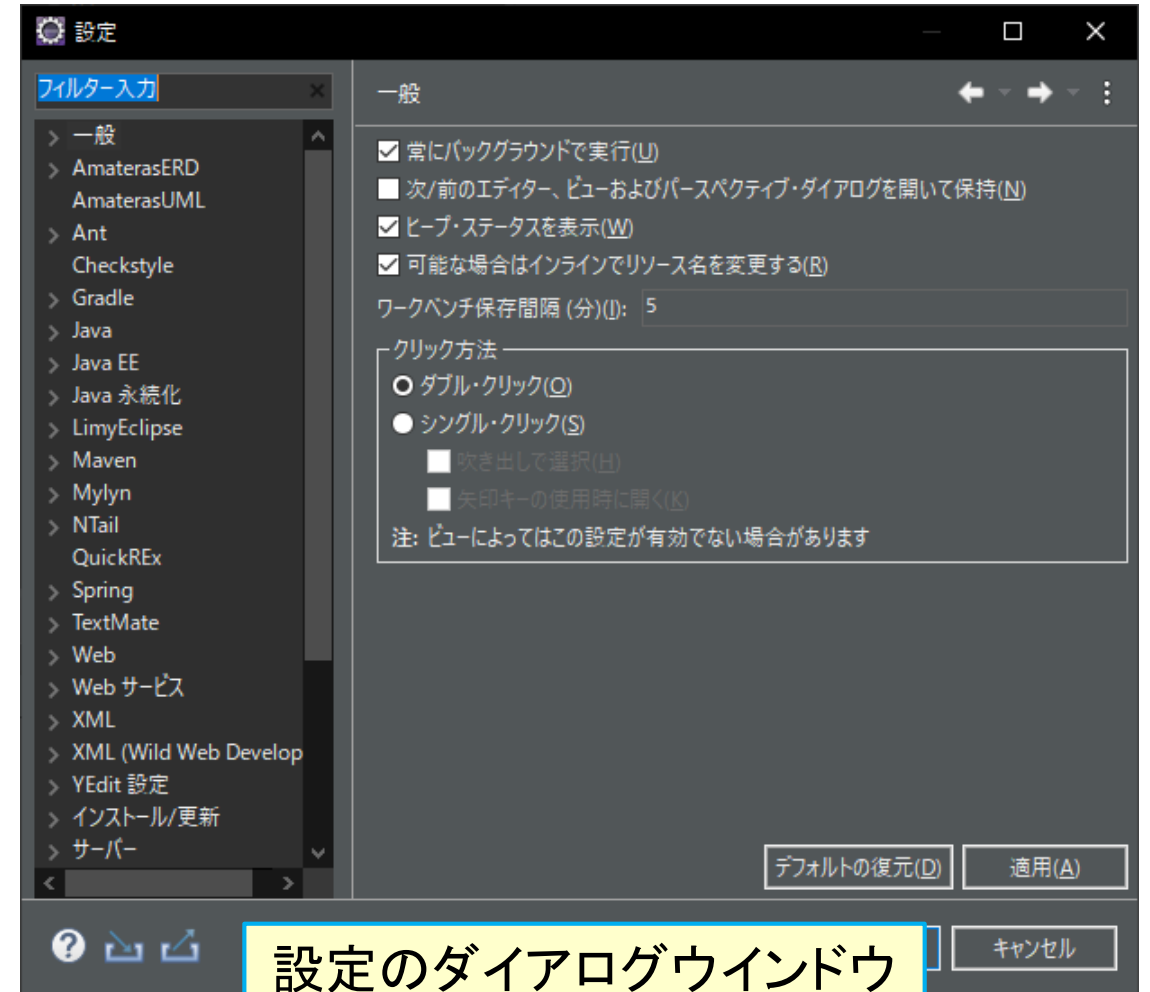 設定
フィルター入力
一般
AmaterasERD
AmaterasUML
Ant
Checkstyle
Gradle
Java
Java EE
Java 永続化
LimyEclipse
Maven
Mylyn
NTail
QuickREx
Spring
TextMate
Web
Web サービス
XML
XML (Wild Web Develop
YEdit 設定
インストール/更新
サーバー
一般
常にバックグラウンドで実行(U)
次/前のエディター、ビューおよびパースペクティブ・ダイアログを開いて保持(N)
ヒープ・ステータスを表示(W)
可能な場合はインラインでリソース名を変更する(R)
ワークベンチ保存間隔 (分)(I): 5
クリック方法
ダブル・クリック(O)
シングル・クリック(S)
吹き出しで選択(H)
矢印キーの使用時に開く(K)
注: ビューによってはこの設定が有効でない場合があります
デフォルトの復元(D) 適用(A)
キャンセル
設定のダイアログウインドウ